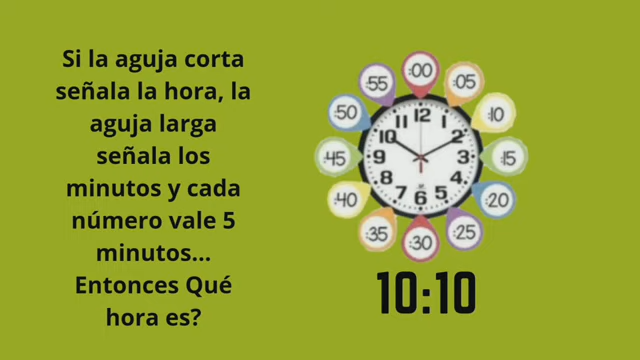 Si la aguja corta
señala la hora, la
aguja larga
señala los
minutos y cada
número vale 5
minutos...
Entonces Qué
hora es?
:00
:55
:05
:50
:10
:45
:15
:40
:20
:35
:25
:30
12
11
1
10
2
9
3
8
4
7
5
6
10:10